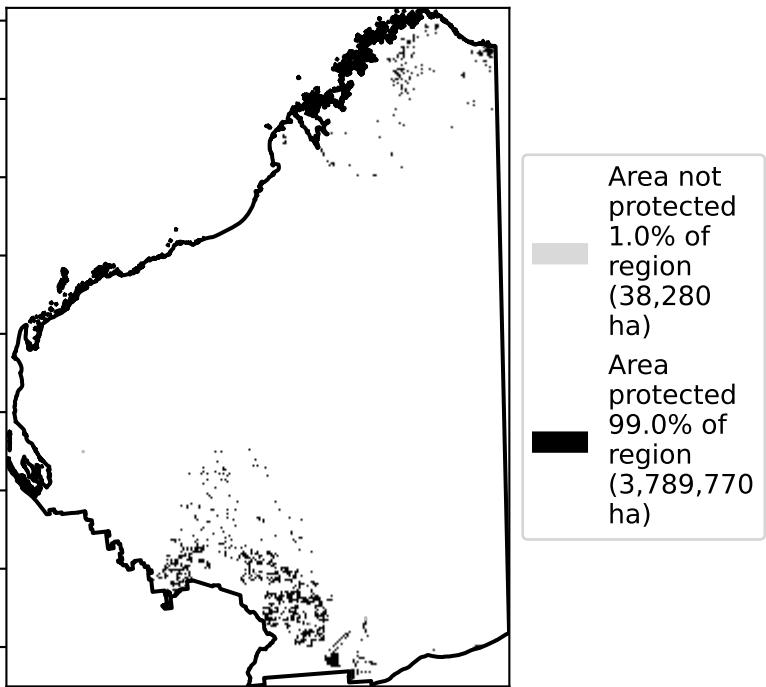 Area not
protected
1.0% of
region
(38,280
ha)
Area
protected
99.0% of
region
(3,789,770
ha)